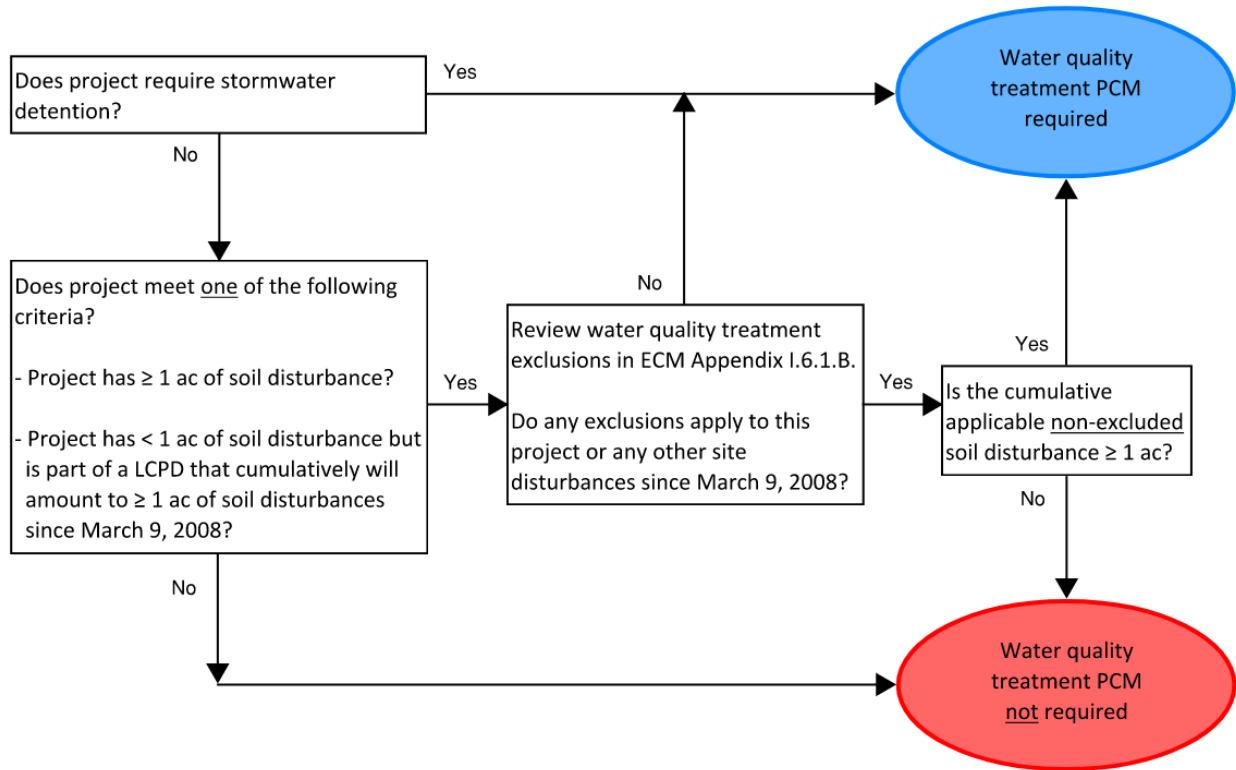 Does project require stormwater
detention?
Yes
Water quality
treatment PCM
required
No
Does project meet one of the following
criteria?
- Project has ≥ 1 ac of soil disturbance?
- Project has < 1 ac of soil disturbance but
is part of a LCPD that cumulatively will
amount to ≥ 1 ac of soil disturbances
since March 9, 2008?
Yes
No
No
Review water quality treatment
exclusions in ECM Appendix I.6.1.B.
Do any exclusions apply to this
project or any other site
disturbances since March 9, 2008?
Yes
Yes
Is the cumulative
applicable non-excluded
soil disturbance ≥ 1 ac?
No
Water quality
treatment PCM
not required